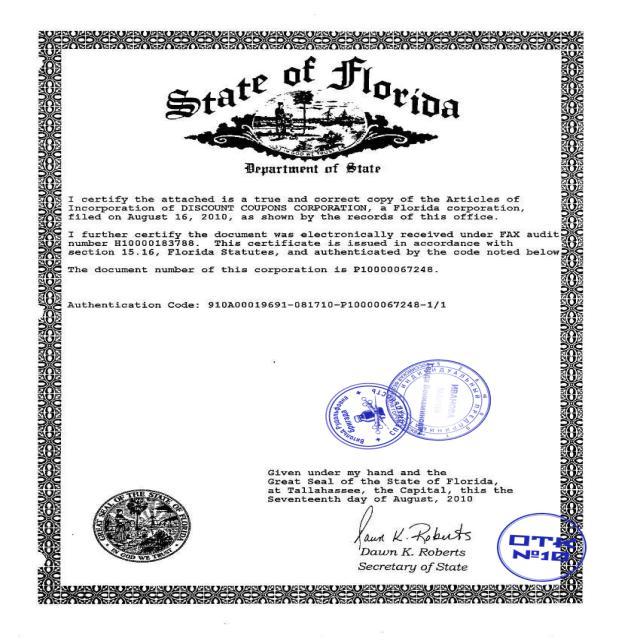 State of Florida
Department of State
I certify the attached is a true and correct copy of the Articles of
Incorporation of DISCOUNT COUPONS CORPORATION, a Florida corporation,
filed on August 16, 2010, as shown by the records of this office.
I further certify the document was electronically received under FAX audit
number H10000183788. This certificate is issued in accordance with
section 15.16, Florida Statutes, and authenticated by the code noted below
The document number of this corporation is P10000067248.
Authentication Code: 910A00019691-081710-P10000067248-1/1
ИНДИВИДУАЛЬНЫЙ ПРЕДПРИНИМАТЕЛЬ
ИВАНОВА
Given under my hand and the
Great Seal of the State of Florida,
at Tallahassee, the Capital, this the
Seventeenth day of August, 2010
GREAT SEAL OF THE STATE OF FLORIDA
IN GOD WE TRUST
Dawn K. Roberts
Dawn K. Roberts
Secretary of State
ОТК
№10